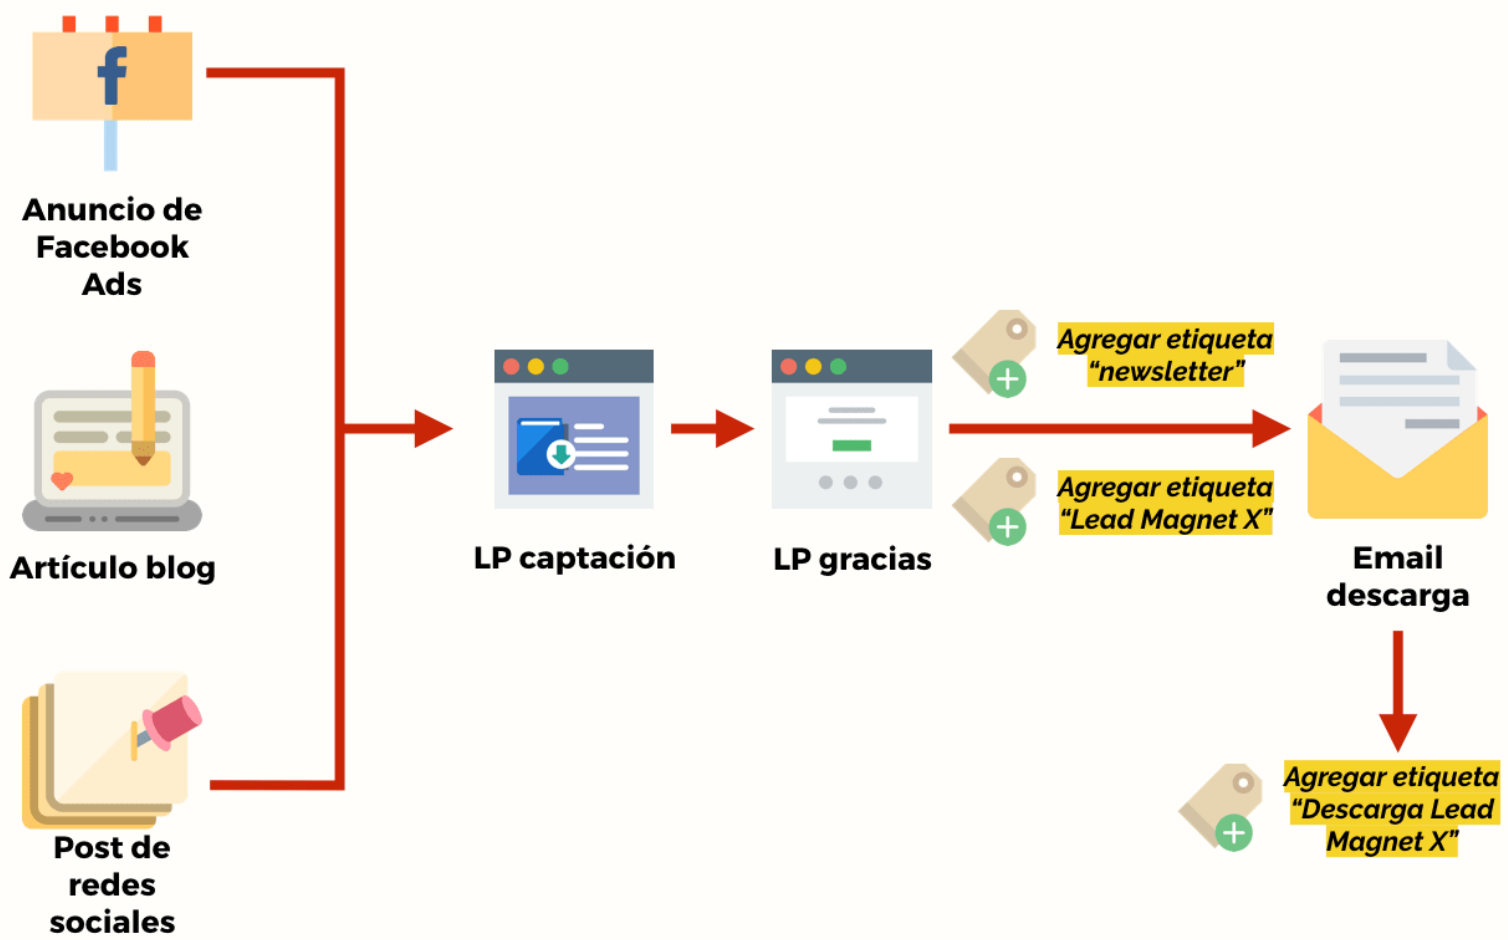 f
Anuncio de
Facebook
Ads
Artículo blog
Post de
redes
sociales
LP captación
LP gracias
Agregar etiqueta
“newsletter”
Agregar etiqueta
“Lead Magnet X”
Email
descarga
Agregar etiqueta
“Descarga Lead
Magnet X”